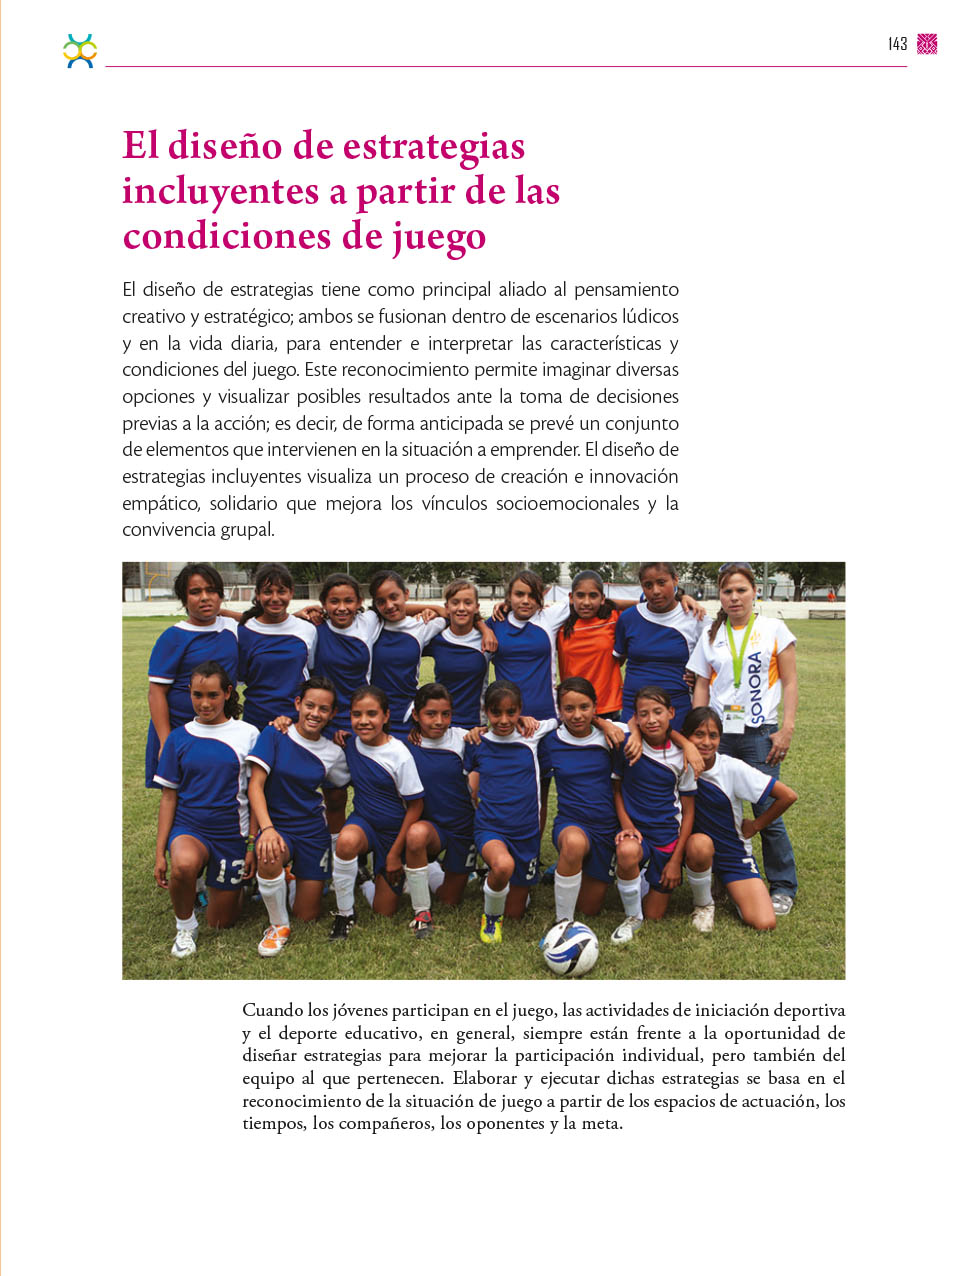 143
El diseño de estrategias
incluyentes a partir de las
condiciones de juego
El diseño de estrategias tiene como principal aliado al pensamiento
creativo y estratégico; ambos se fusionan dentro de escenarios lúdicos
y en la vida diaria, para entender e interpretar las características y
condiciones del juego. Este reconocimiento permite imaginar diversas
opciones y visualizar posibles resultados ante la toma de decisiones
previas a la acción; es decir, de forma anticipada se prevé un conjunto
de elementos que intervienen en la situación a emprender. El diseño de
estrategias incluyentes visualiza un proceso de creación e innovación
empático, solidario que mejora los vínculos socioemocionales y la
convivencia grupal.
SONORA
13
4
2
9
3
Cuando los jóvenes participan en el juego, las actividades de iniciación deportiva
y el deporte educativo, en general, siempre están frente a la oportunidad de
diseñar estrategias para mejorar la participación individual, pero también del
equipo al que pertenecen. Elaborar y ejecutar dichas estrategias se basa en el
reconocimiento de la situación de juego a partir de los espacios de actuación, los
tiempos, los compañeros, los oponentes y la meta.